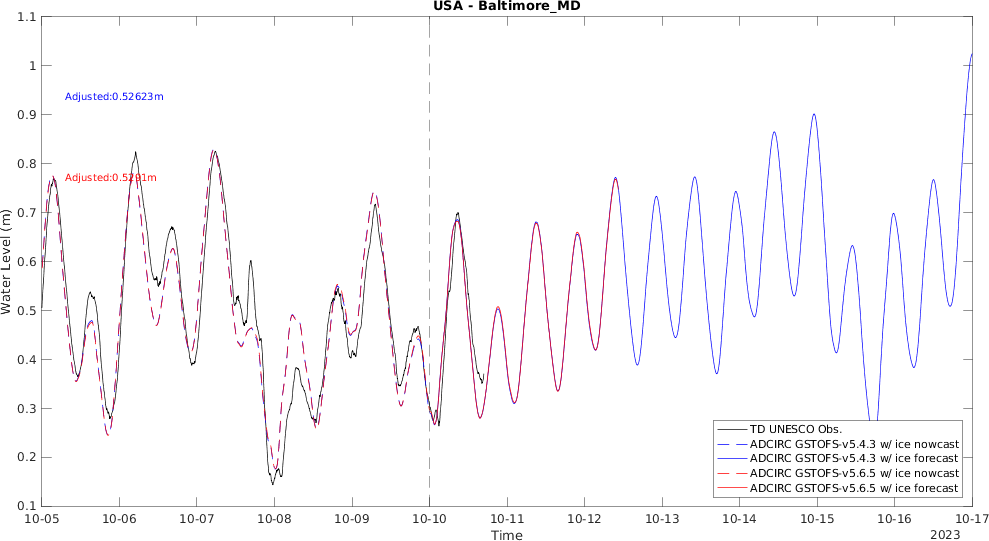 USA - Baltimore_MD
1.1
1
0.9
0.8
0.7
0.6
0.5
0.4
0.3
0.2
0.1
Water Level (m)
Adjusted:0.52623m
Adjusted:0.5291m
TD UNESCO Obs.
ADCIRC GSTOFS-v5.4.3 w/ ice nowcast
ADCIRC GSTOFS-v5.4.3 w/ ice forecast
ADCIRC GSTOFS-v5.6.5 w/ ice nowcast
ADCIRC GSTOFS-v5.6.5 w/ ice forecast
10-05 10-06 10-07 10-08 10-09 10-10 10-11 10-12 10-13 10-14 10-15 10-16 10-17
Time
2023